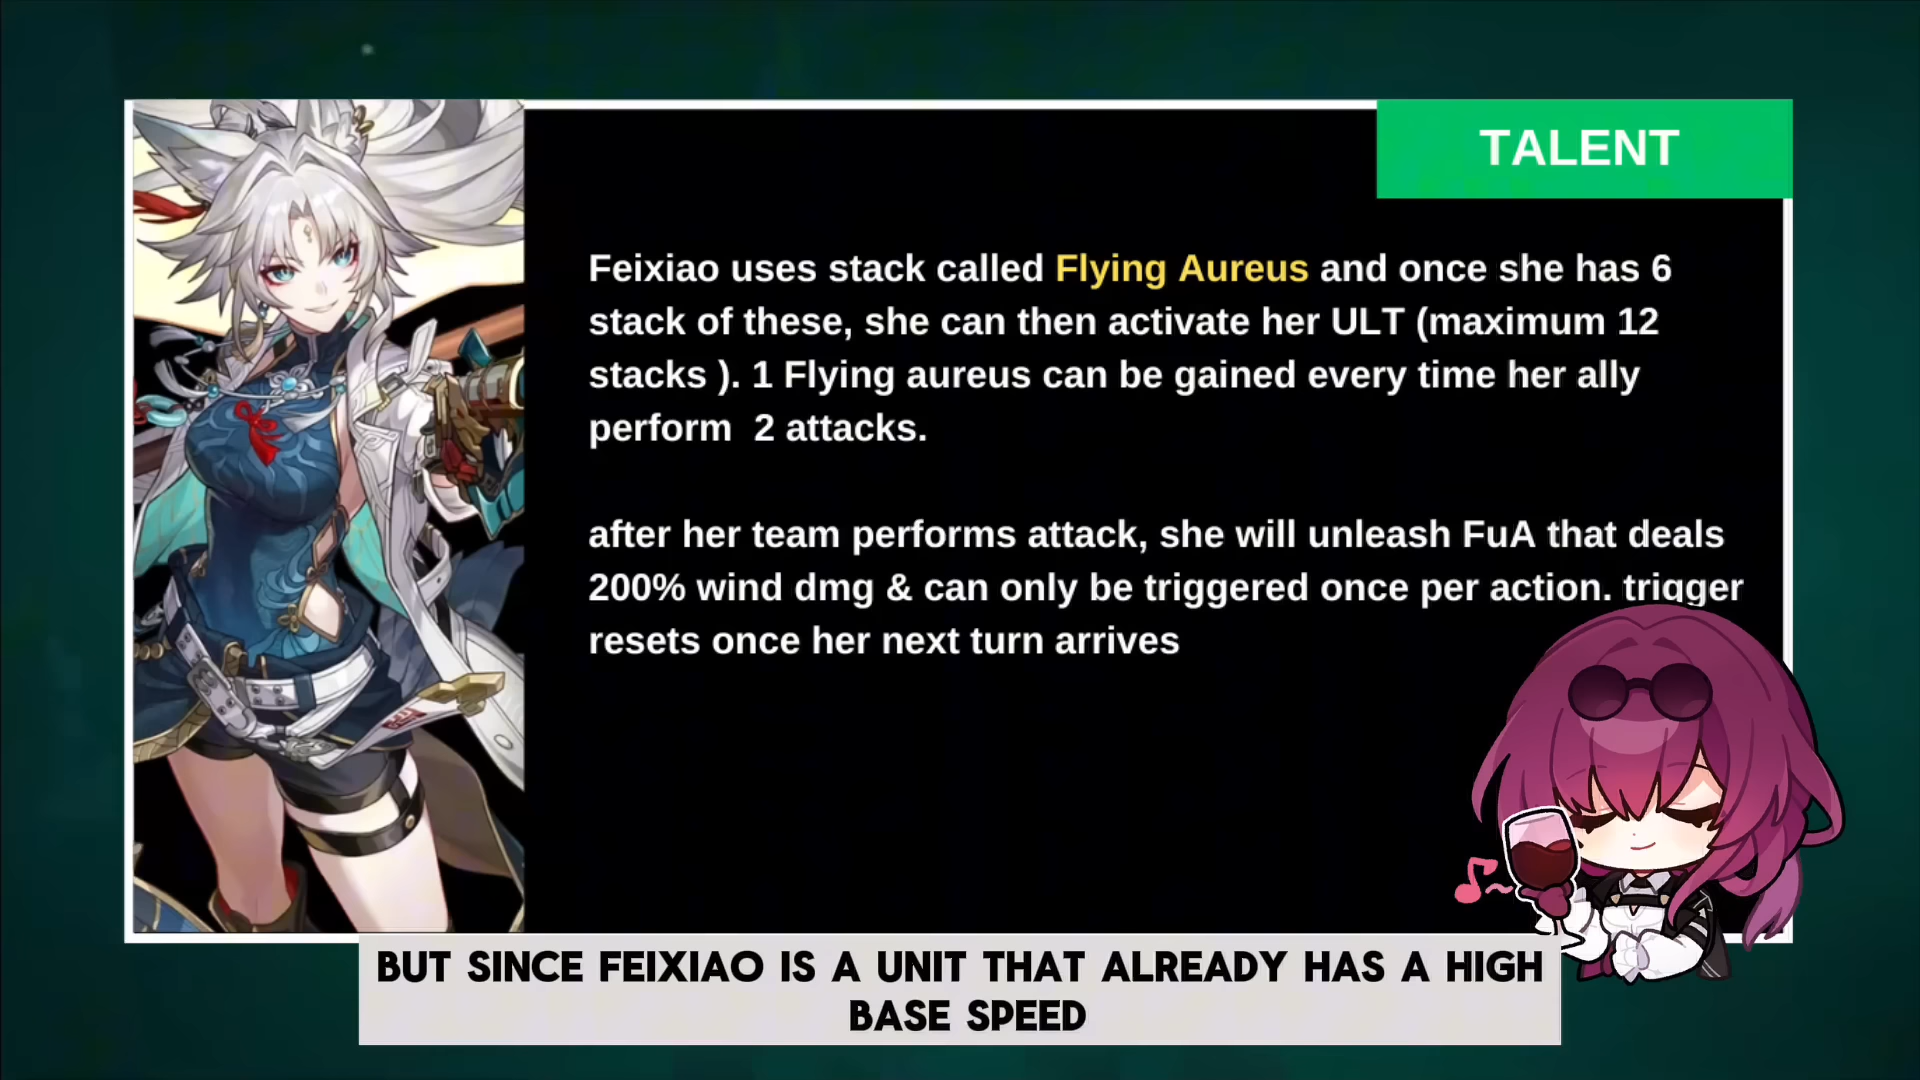 TALENT
Feixiao uses stack called Flying Aureus and once she has 6
stack of these, she can then activate her ULT (maximum 12
stacks ). 1 Flying aureus can be gained every time her ally
perform  2 attacks.
after her team performs attack, she will unleash FuA that deals
200% wind dmg & can only be triggered once per action. trigger
resets once her next turn arrives
BUT SINCE FEIXIAO IS A UNIT THAT ALREADY HAS A HIGH
BASE SPEED